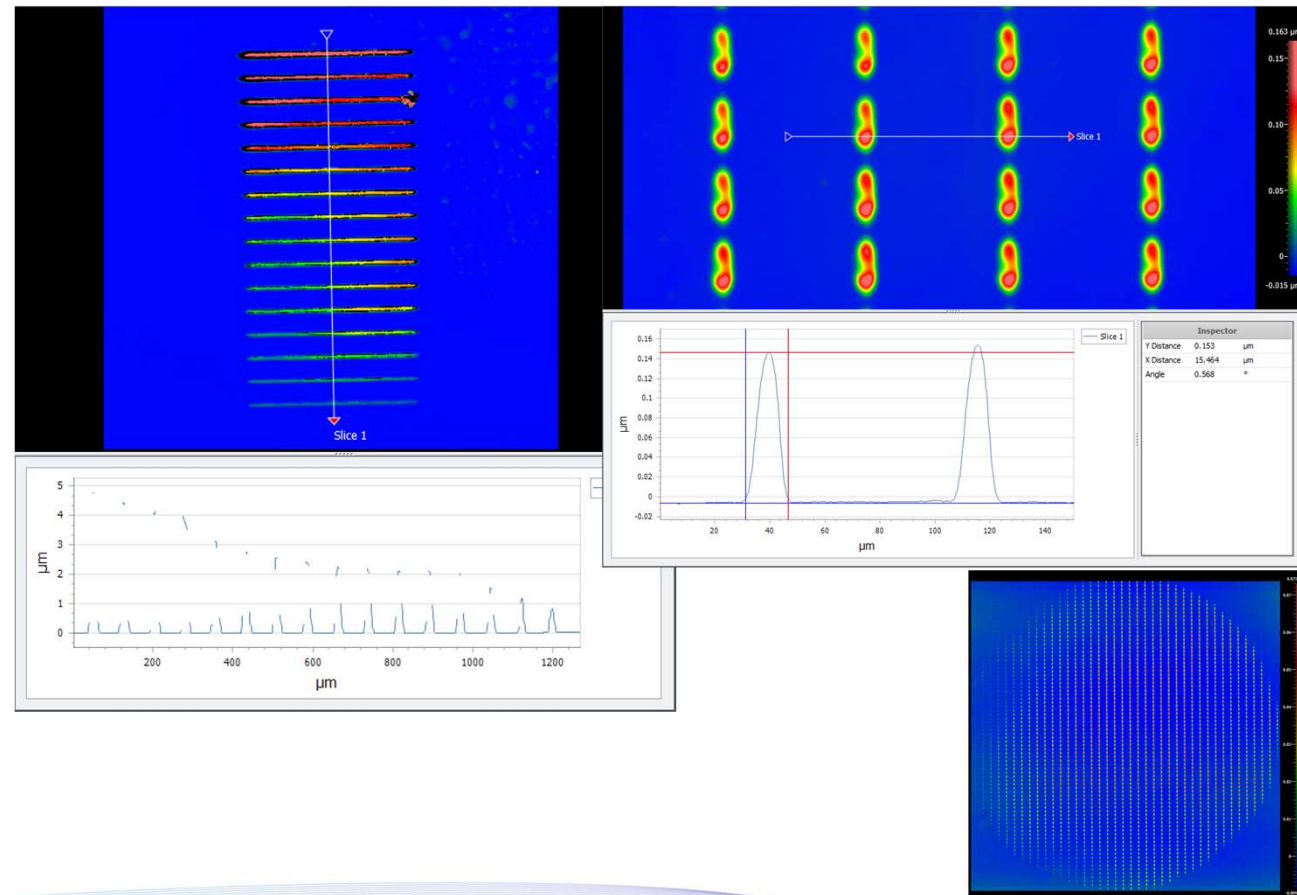 Slice 1
5
4
3
2
1
0
μm
200
400
600
800
1000
1200
μm
Slice 1
0.163 μm
0.15
0.10
0.05
0
-0.015 μm
0.16
0.14
0.12
0.1
0.08
0.06
0.04
0.02
0
-0.02
μm
20
40
60
80
100
120
140
μm
Slice 1
Inspector
Y Distance 0.153 μm
X Distance 15.464 μm
Angle 0.568 °